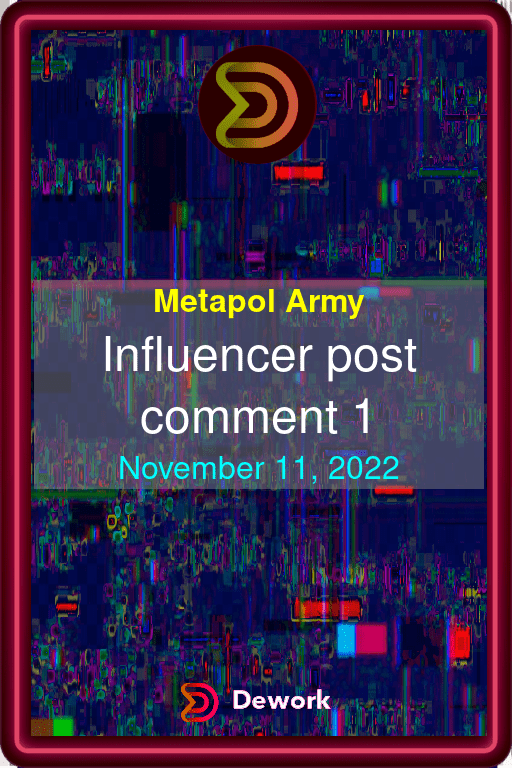 Metapol Army
Influencer post
comment 1
November 11, 2022
Dework